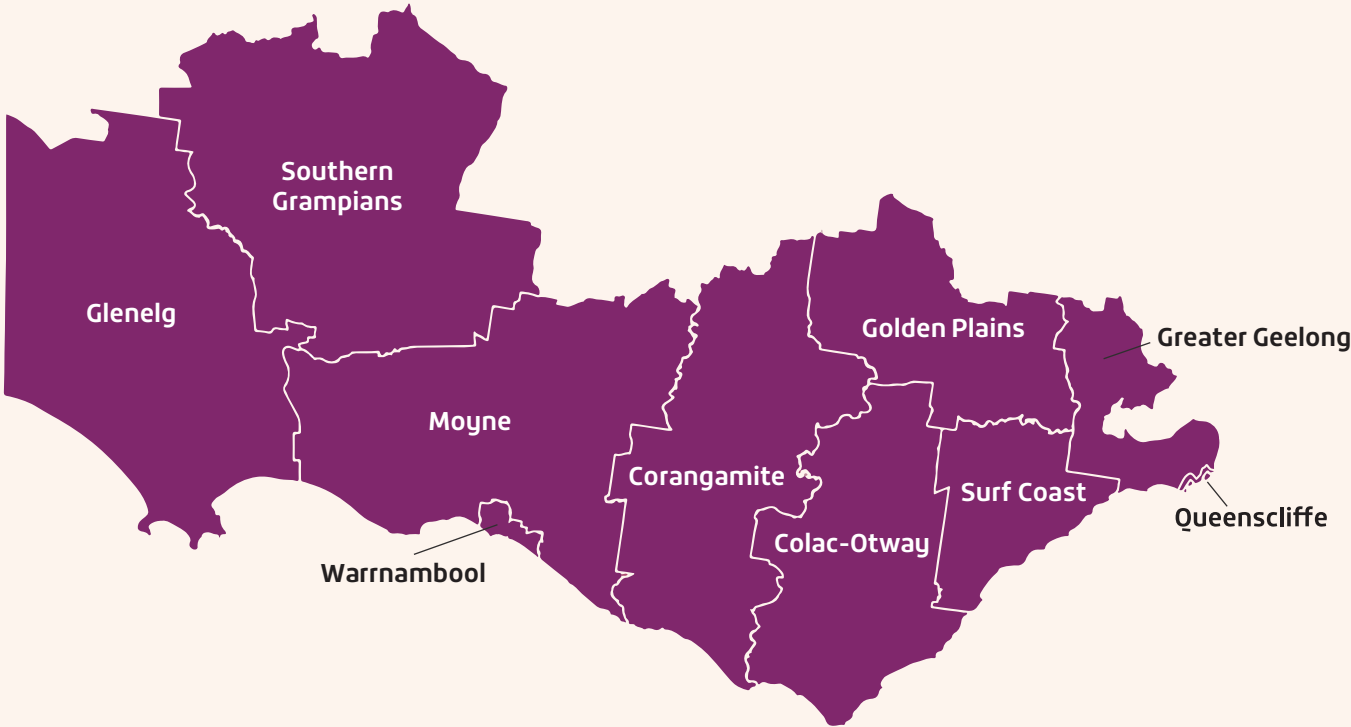 Southern
Grampians
Glenelg
Golden Plains
Greater Geelong
Moyne
Corangamite
Surf Coast
Queenscliffe
Colac-Otway
Warrnambool